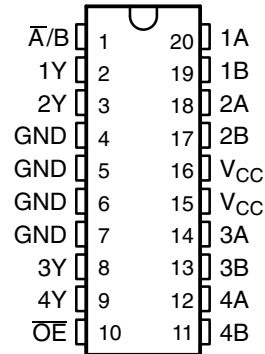 A̅/B 1 20 1A
1Y 2 19 1B
2Y 3 18 2A
GND 4 17 2B
GND 5 16 VCC
GND 6 15 VCC
GND 7 14 3A
3Y 8 13 3B
4Y 9 12 4A
O̅E̅ 10 11 4B